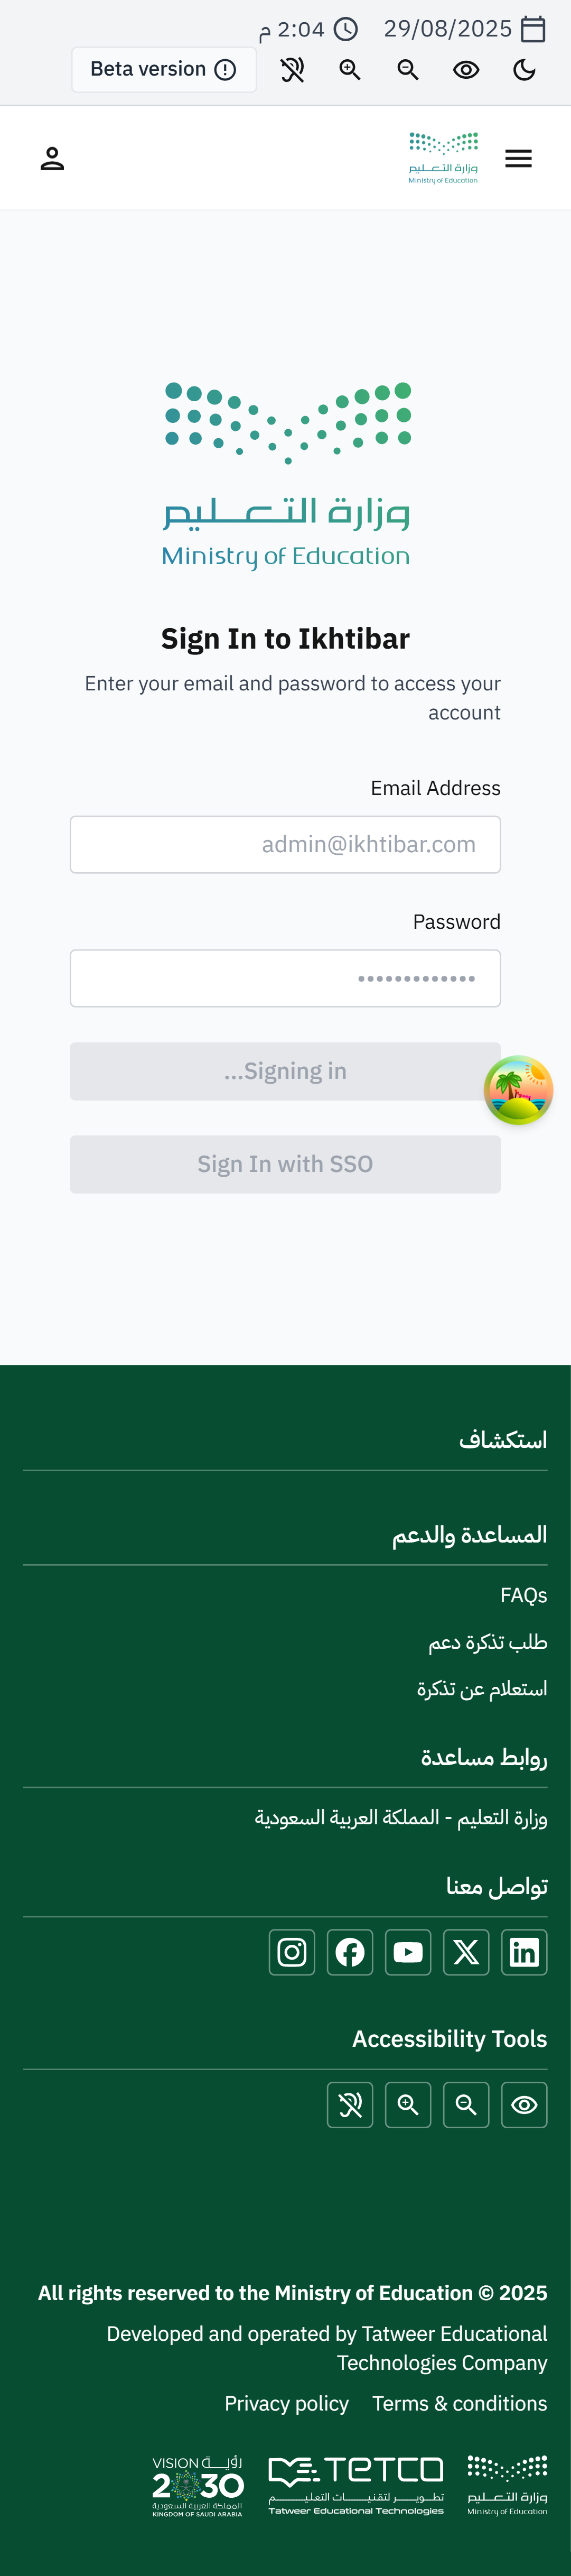 29/08/2025
2:04 م
Beta version
وزارة التعليم
Ministry of Education
وزارة التعليم
Ministry of Education
Sign In to Ikhtibar
Enter your email and password to access your
account
Email Address
admin@ikhtibar.com
Password
•••••••••••••
...Signing in
Sign In with SSO
استكشاف
المساعدة والدعم
FAQs
طلب تذكرة دعم
استعلام عن تذكرة
روابط مساعدة
وزارة التعليم - المملكة العربية السعودية
تواصل معنا
Accessibility Tools
All rights reserved to the Ministry of Education © 2025
Developed and operated by Tatweer Educational
Technologies Company
Terms & conditions
Privacy policy
وزارة التعليم
Ministry of Education
TETCO
تطوير لتقنيات التعليم
Tatweer Educational Technologies
VISION رؤية
2030
المملكة العربية السعودية
KINGDOM OF SAUDI ARABIA